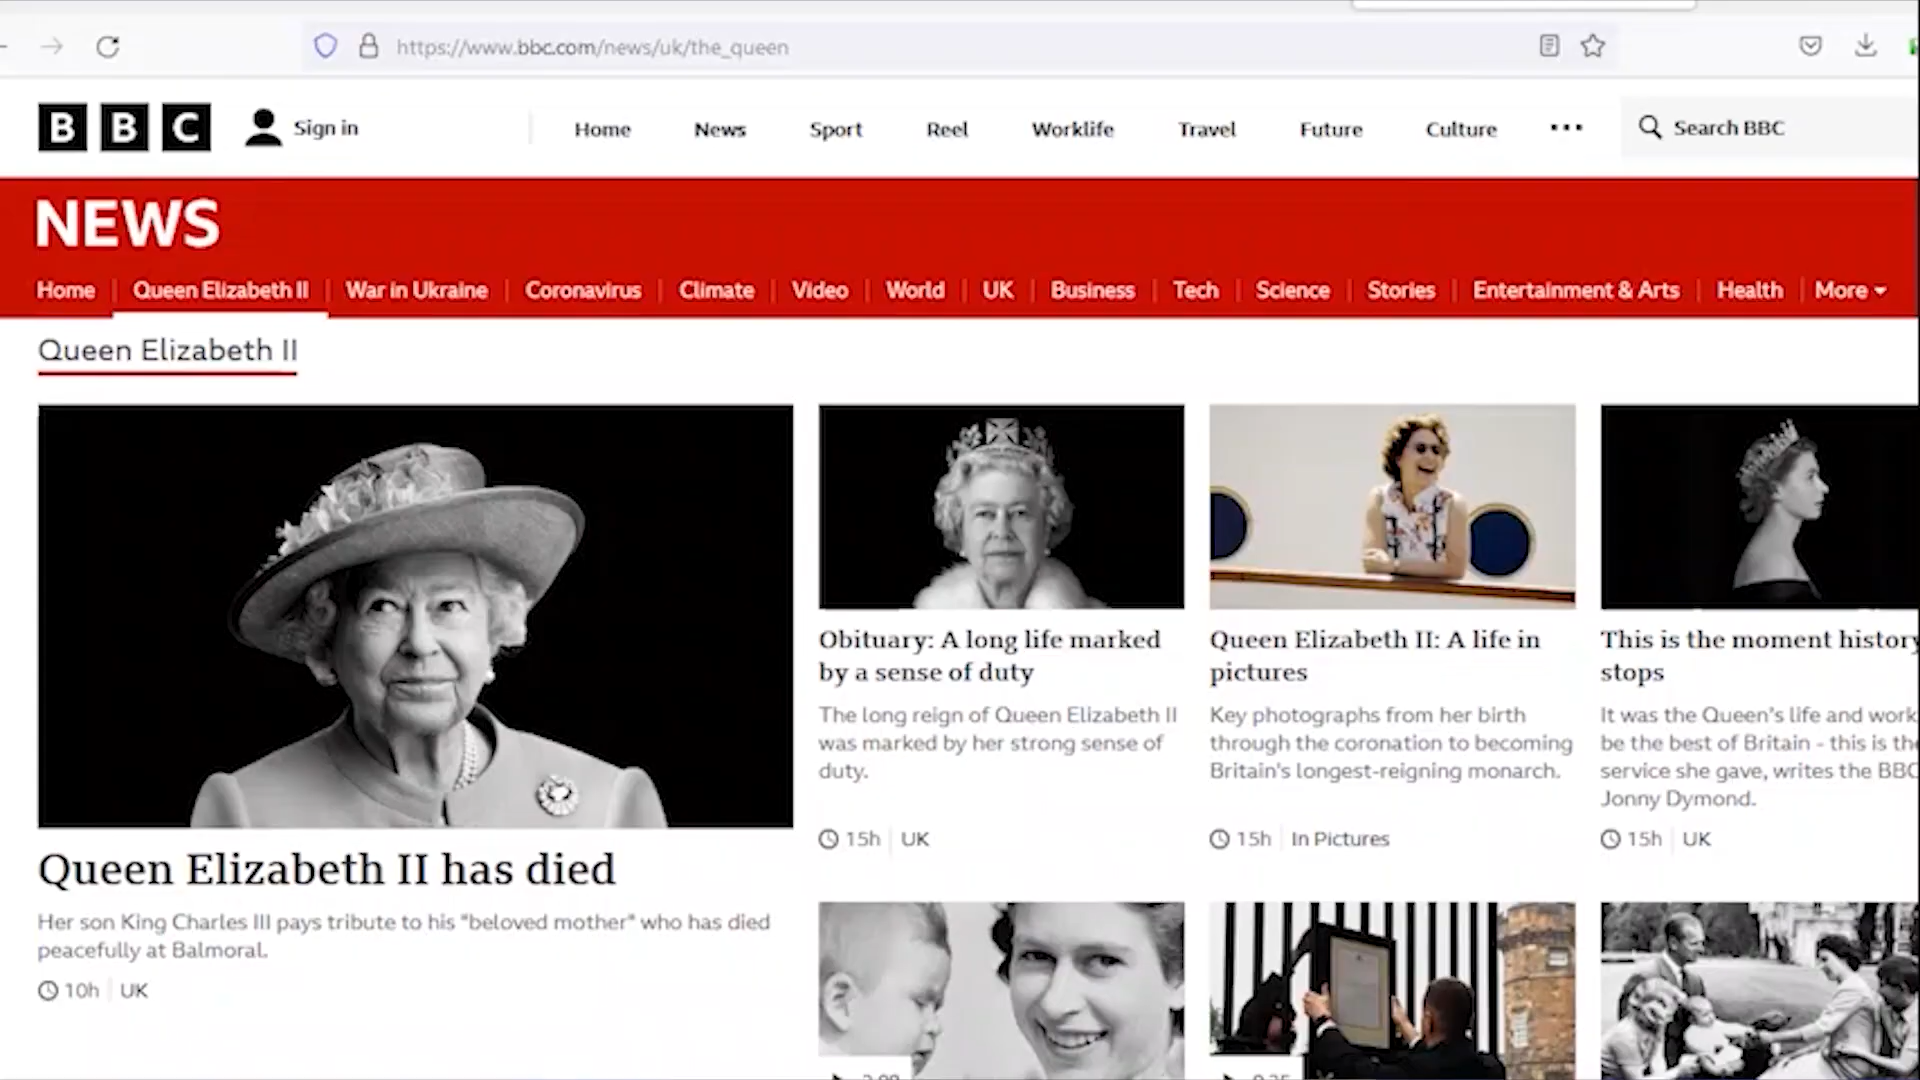 https://www.bbc.com/news/uk/the_queen
BBC Sign in Home News Sport Reel Worklife Travel Future Culture Search BBC
NEWS
Home Queen Elizabeth II War in Ukraine Coronavirus Climate Video World UK Business Tech Science Stories Entertainment & Arts Health More
Queen Elizabeth II
Queen Elizabeth II has died
Her son King Charles III pays tribute to his "beloved mother" who has died
peacefully at Balmoral.
10h UK
Obituary: A long life marked
by a sense of duty
The long reign of Queen Elizabeth II
was marked by her strong sense of
duty.
15h UK
Queen Elizabeth II: A life in
pictures
Key photographs from her birth
through the coronation to becoming
Britain's longest-reigning monarch.
15h In Pictures
This is the moment history
stops
It was the Queen's life and work
be the best of Britain - this is the
service she gave, writes the BBC
Jonny Dymond.
15h UK